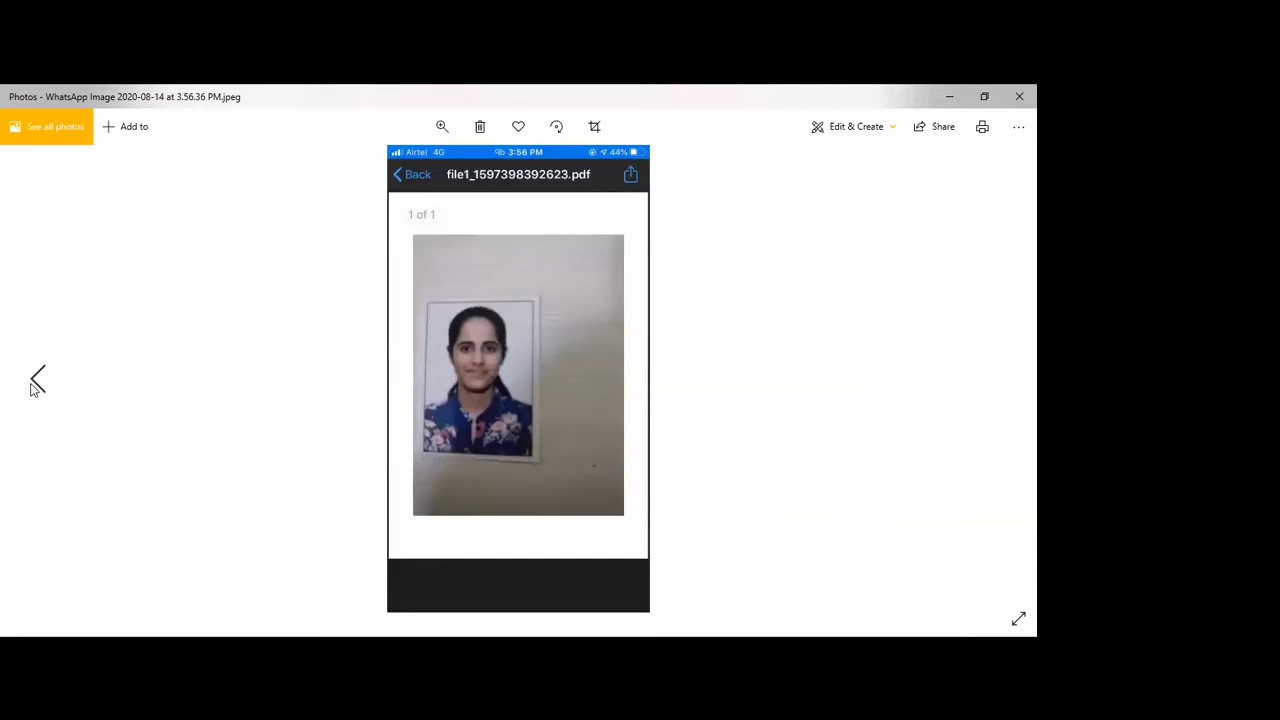 Photos - WhatsApp Image 2020-08-14 at 3.56.36 PM.jpeg
See all photos
Add to
Edit & Create
Share
Airtel 4G
3:56 PM
44%
Back
file1_1597398392623.pdf
1 of 1